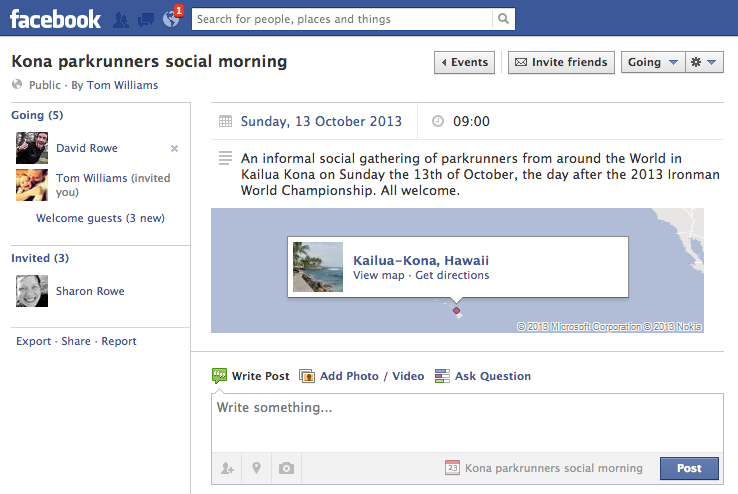 facebook
1
Search for people, places and things
Kona parkrunners social morning
Events
Invite friends
Going
Public · By Tom Williams
Going (5)
David Rowe
Tom Williams (invited
you)
Welcome guests (3 new)
Invited (3)
Sharon Rowe
Export · Share · Report
Sunday, 13 October 2013
09:00
An informal social gathering of parkrunners from around the World in
Kailua Kona on Sunday the 13th of October, the day after the 2013 Ironman
World Championship. All welcome.
Kailua-Kona, Hawaii
View map · Get directions
© 2013 Microsoft Corporation © 2013 Nokia
Write Post
Add Photo / Video
Ask Question
Write something...
23
Kona parkrunners social morning
Post